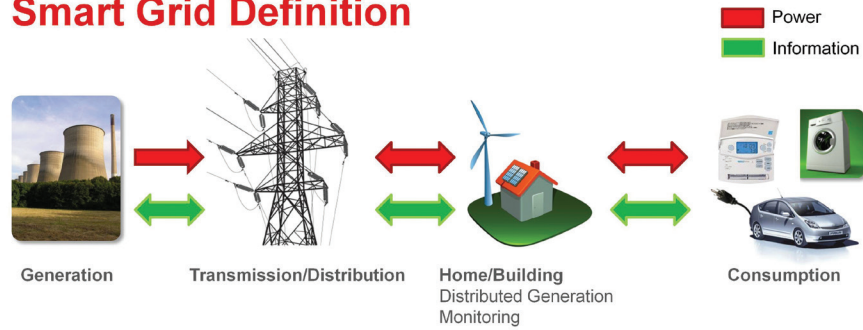 Smart Grid Definition
Power
Information
Generation
Transmission/Distribution
Home/Building
Distributed Generation
Monitoring
Consumption